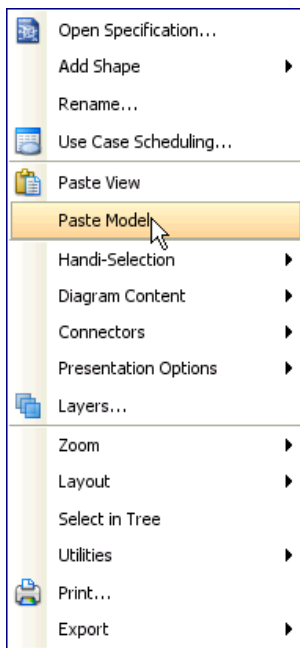 Open Specification...
Add Shape
Rename...
Use Case Scheduling...
Paste View
Paste Model
Handi-Selection
Diagram Content
Connectors
Presentation Options
Layers...
Zoom
Layout
Select in Tree
Utilities
Print...
Export